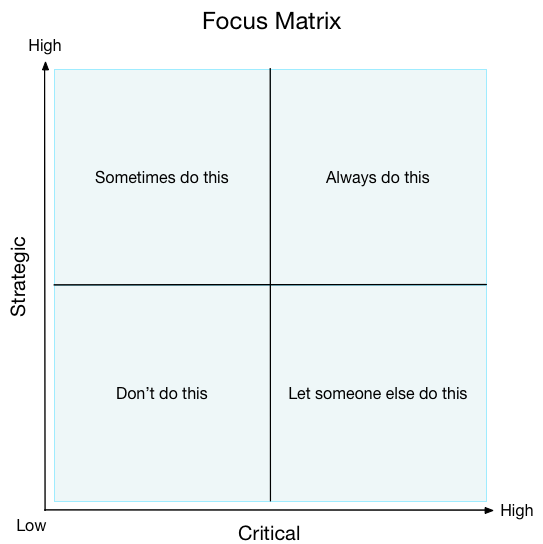 Focus Matrix
High
Strategic
Sometimes do this
Always do this
Don't do this
Let someone else do this
Low
High
Critical